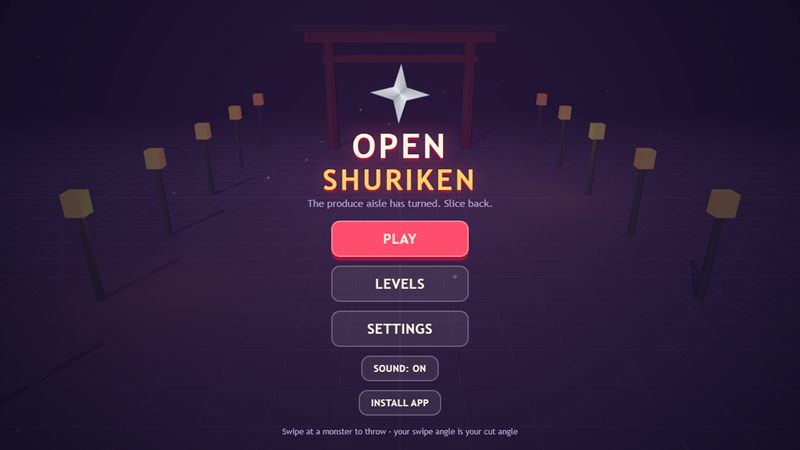 OPEN
SHURIKEN
The produce aisle has turned. Slice back.
PLAY
LEVELS
SETTINGS
SOUND: ON
INSTALL APP
Swipe at a monster to throw · your swipe angle is your cut angle